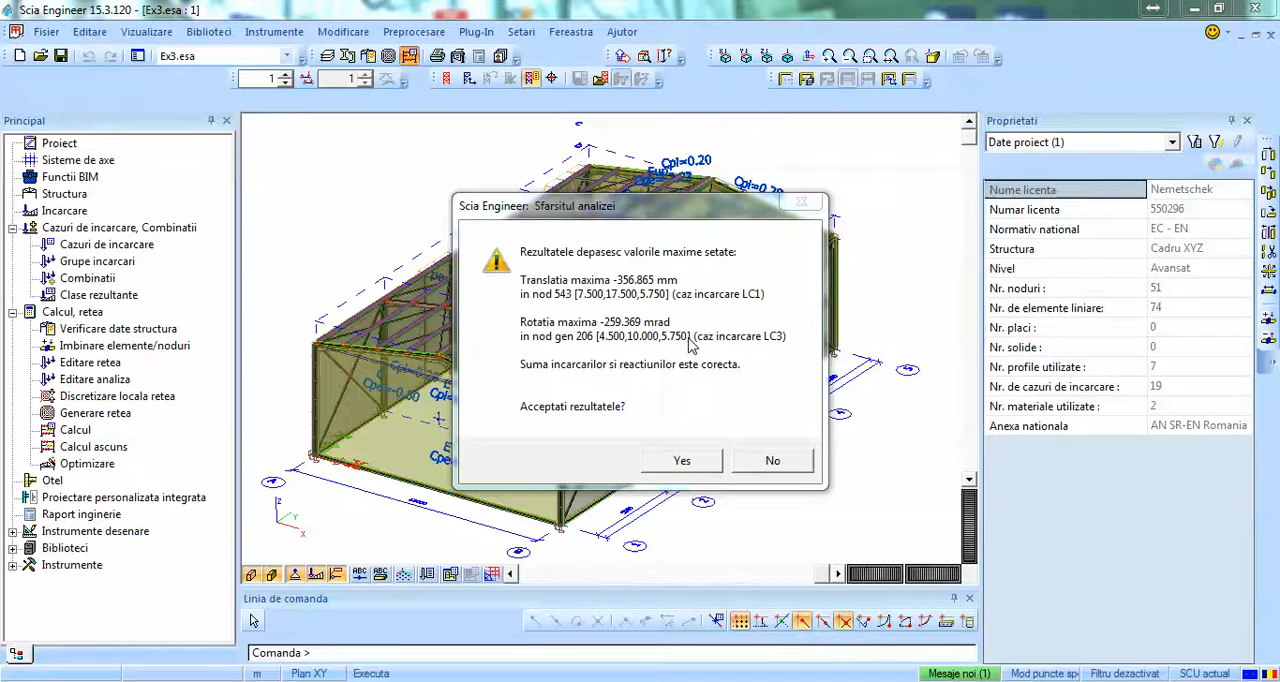 Scia Engineer 15.3.120 - [Ex3.esa : 1]
Fisier Editare Vizualizare Biblioteci Instrumente Modificare Preprocesare Plug-In Setari Fereastra Ajutor
Ex3.esa
1 1
Principal
Proiect
Sisteme de axe
Functii BIM
Structura
Incarcare
Cazuri de incarcare, Combinatii
Cazuri de incarcare
Grupe incarcari
Combinatii
Clase rezultante
Calcul, retea
Verificare date structura
Imbinare elemente/noduri
Editare retea
Editare analiza
Discretizare locala retea
Generare retea
Calcul
Calcul ascuns
Optimizare
Otel
Proiectare personalizata integrata
Raport inginerie
Instrumente desenare
Biblioteci
Instrumente
Cpi=0.20
Scia Engineer: Sfarsitul analizei
Rezultatele depasesc valorile maxime setate:
Translatia maxima -356.865 mm
in nod 543 [7.500,17.500,5.750] (caz incarcare LC1)
Rotatia maxima -259.369 mrad
in nod gen 206 [4.500,10.000,5.750] (caz incarcare LC3)
Suma incarcarilor si reactiunilor este corecta.
Acceptati rezultatele?
Yes No
Z
Y
X
Linia de comanda
Comanda >
Proprietati
Date proiect (1)
Nume licenta Nemetschek
Numar licenta 550296
Normativ national EC - EN
Structura Cadru XYZ
Nivel Avansat
Nr. noduri : 51
Nr. de elemente liniare: 74
Nr. placi : 0
Nr. solide : 0
Nr. profile utilizate : 7
Nr. de cazuri de incarcare : 19
Nr. materiale utilizate : 2
Anexa nationala AN SR-EN Romania
m Plan XY Executa Mesaje noi (1) Mod puncte sp Filtru dezactivat SCU actual